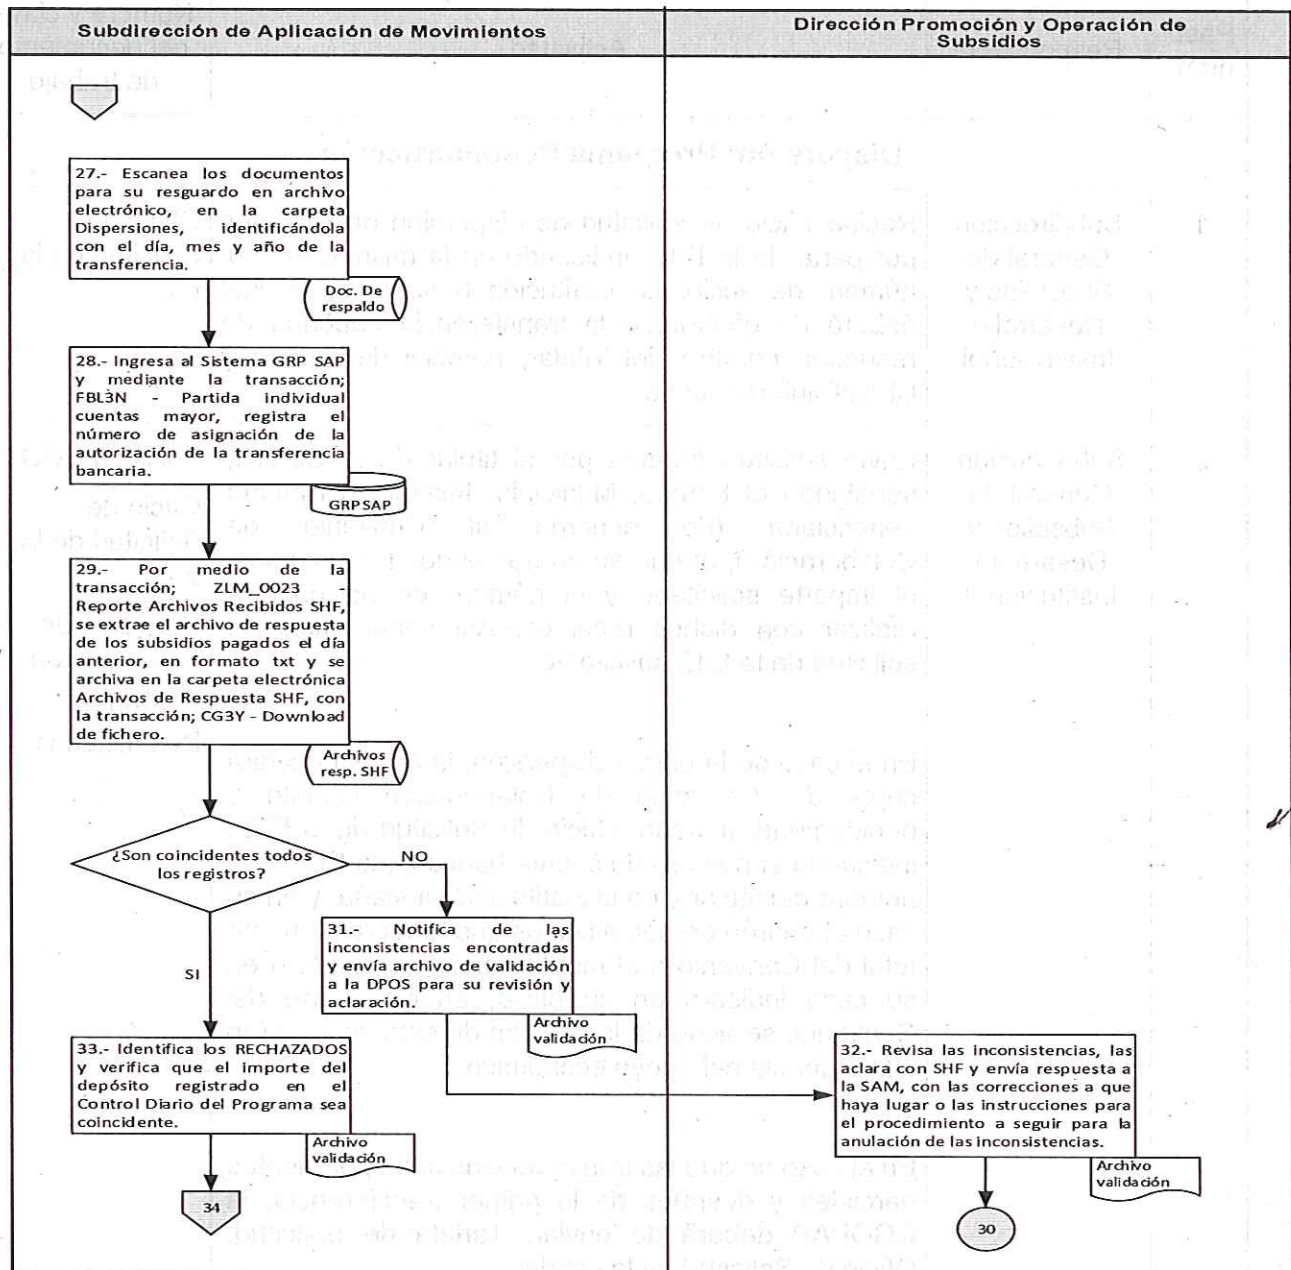 Subdirección de Aplicación de Movimientos
Dirección Promoción y Operación de
Subsidios
27.- Escanea los documentos
para su resguardo en archivo
electrónico, en la carpeta
Dispersiones, identificándola
con el día, mes y año de la
transferencia.
Doc. De
respaldo
28.- Ingresa al Sistema GRP SAP
y mediante la transacción;
FBL3N - Partida individual
cuentas mayor, registra el
número de asignación de la
autorización de la transferencia
bancaria.
GRP SAP
29.- Por medio de la
transacción; ZLM_0023 -
Reporte Archivos Recibidos SHF,
se extrae el archivo de respuesta
de los subsidios pagados el día
anterior, en formato txt y se
archiva en la carpeta electrónica
Archivos de Respuesta SHF, con
la transacción; CG3Y - Download
de fichero.
Archivos
resp. SHF
¿Son coincidentes todos
los registros?
NO
SI
31.- Notifica de las
inconsistencias encontradas
y envía archivo de validación
a la DPOS para su revisión y
aclaración.
Archivo
validación
33.- Identifica los RECHAZADOS
y verifica que el importe del
depósito registrado en el
Control Diario del Programa sea
coincidente.
Archivo
validación
34
32.- Revisa las inconsistencias, las
aclara con SHF y envía respuesta a
la SAM, con las correcciones a que
haya lugar o las instrucciones para
el procedimiento a seguir para la
anulación de las inconsistencias.
Archivo
validación
30